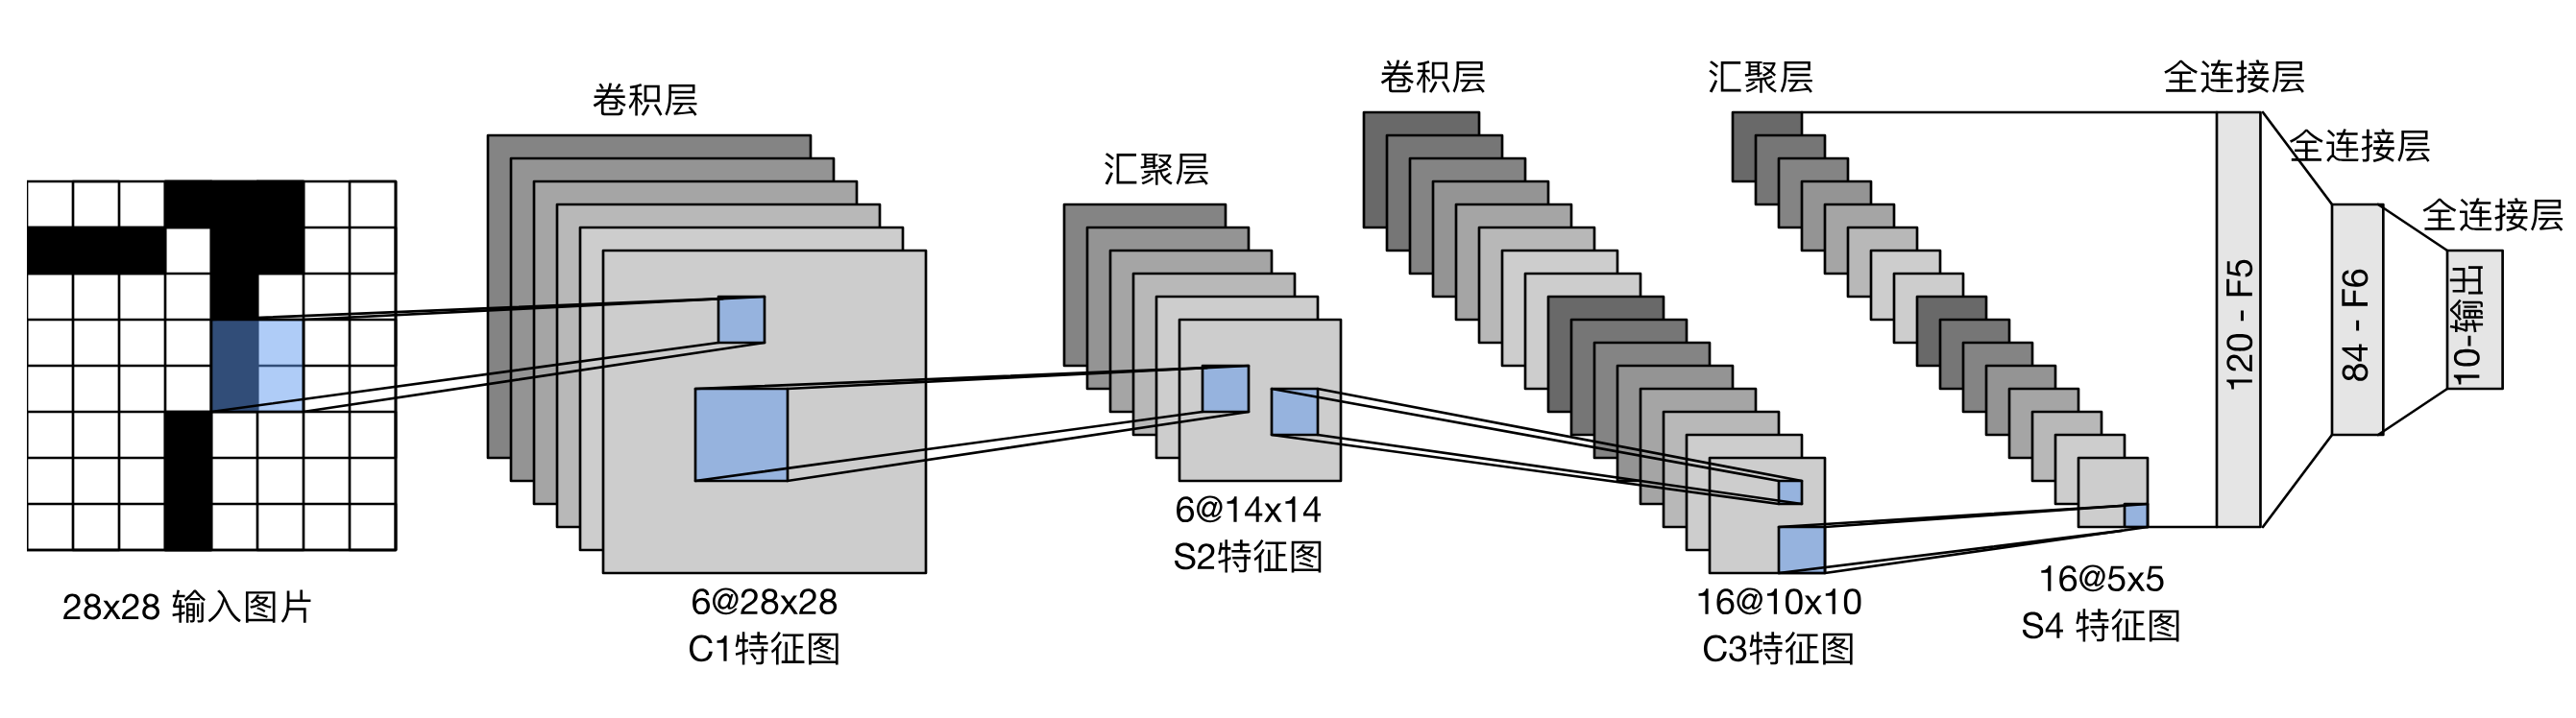 28x28 输入图片
卷积层
6@28x28
C1特征图
汇聚层
6@14x14
S2特征图
卷积层
16@10x10
C3特征图
汇聚层
16@5x5
S4 特征图
全连接层
120 - F5
全连接层
84 - F6
全连接层
10-输出